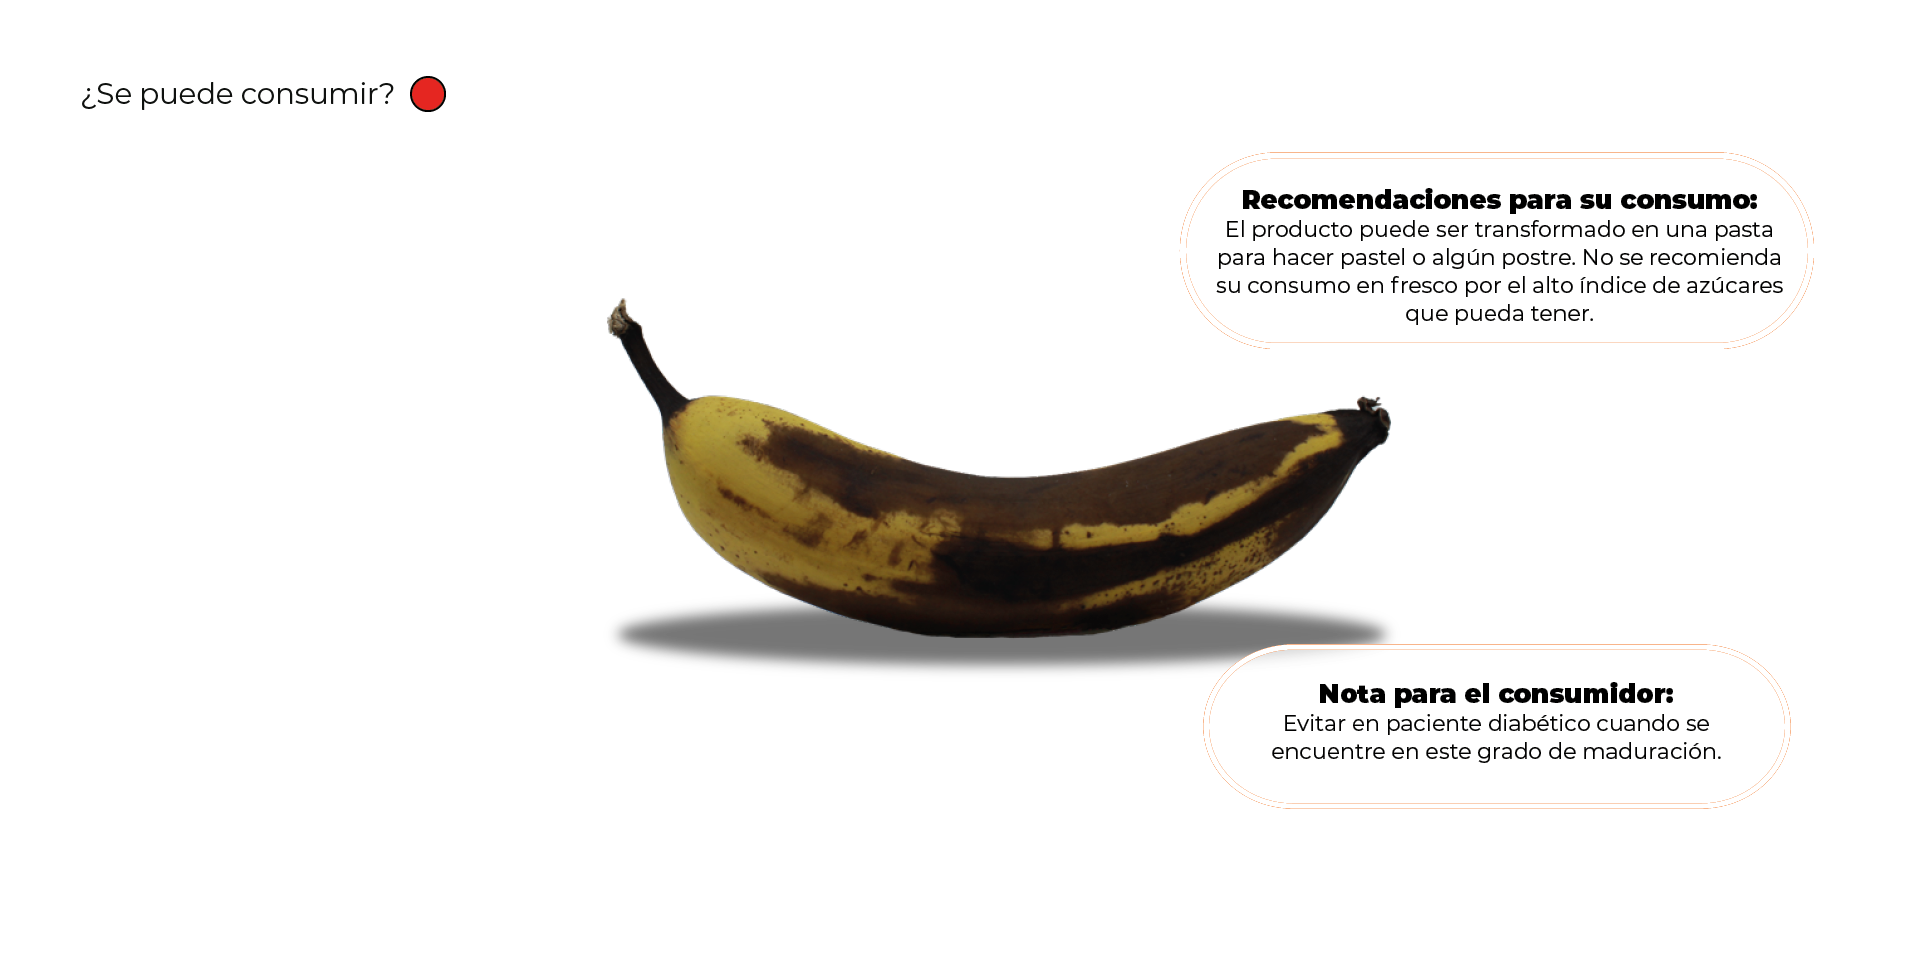 ¿Se puede consumir?
Recomendaciones para su consumo:
El producto puede ser transformado en una pasta
para hacer pastel o algún postre. No se recomienda
su consumo en fresco por el alto índice de azúcares
que pueda tener.
Nota para el consumidor:
Evitar en paciente diabético cuando se
encuentre en este grado de maduración.